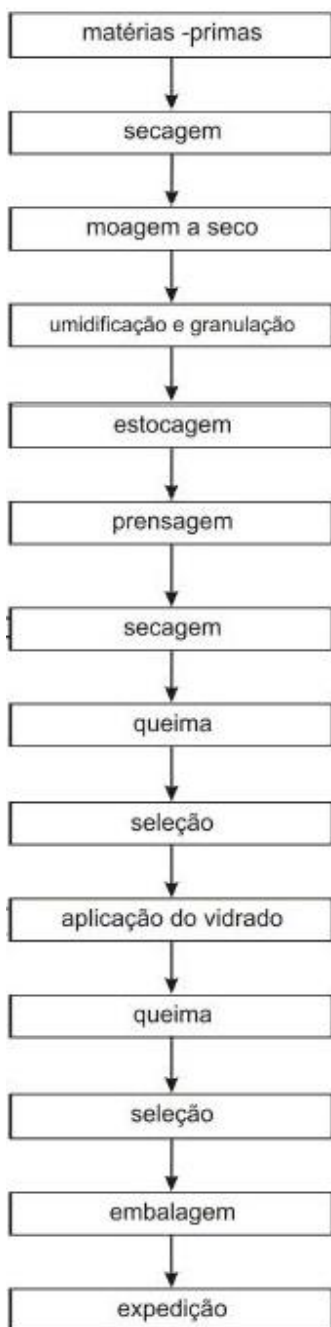 matérias -primas
secagem
moagem a seco
umidificação e granulação
estocagem
prensagem
secagem
queima
seleção
aplicação do vidrado
queima
seleção
embalagem
expedição